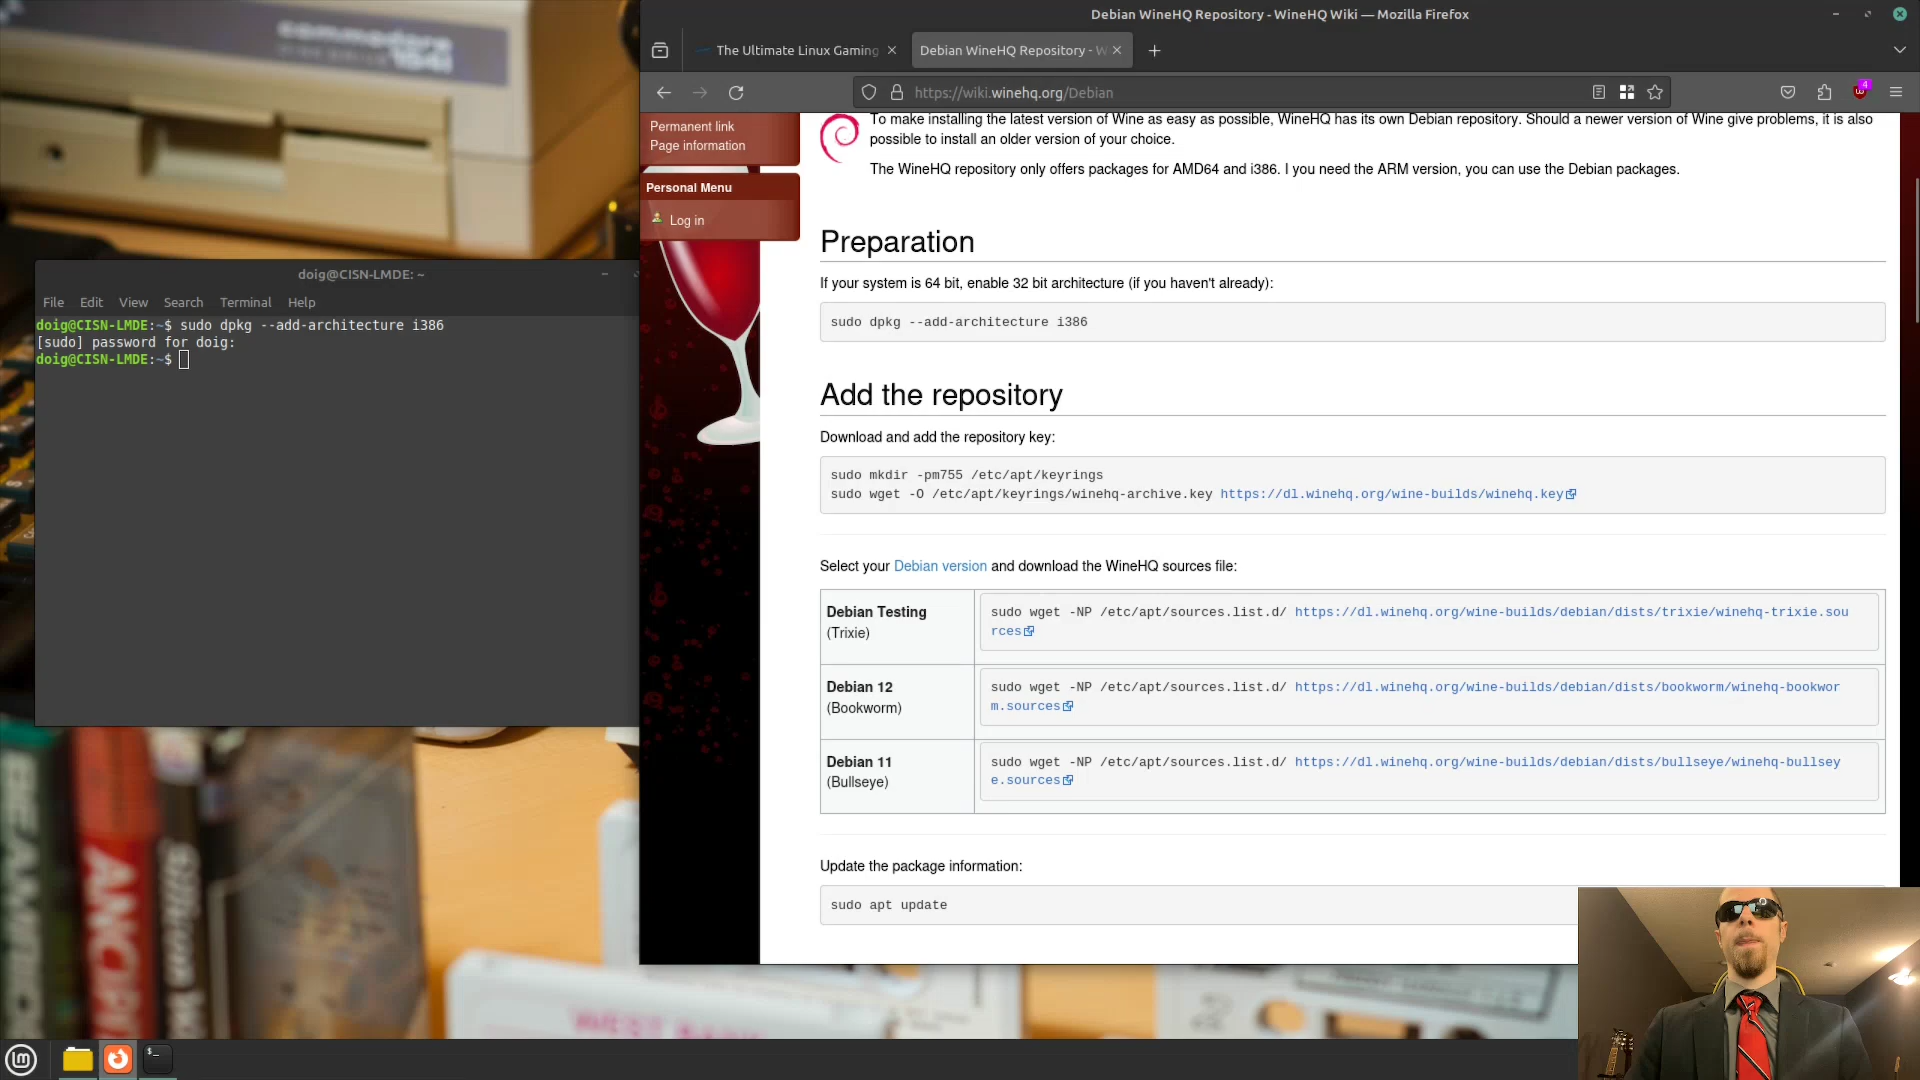 commodore
1541
Debian WineHQ Repository - WineHQ Wiki — Mozilla Firefox
The Ultimate Linux Gaming
Debian WineHQ Repository - W
https://wiki.winehq.org/Debian
4
Permanent link
Page information
Personal Menu
Log in
To make installing the latest version of Wine as easy as possible, WineHQ has its own Debian repository. Should a newer version of Wine give problems, it is also
possible to install an older version of your choice.
The WineHQ repository only offers packages for AMD64 and i386. I you need the ARM version, you can use the Debian packages.
Preparation
If your system is 64 bit, enable 32 bit architecture (if you haven't already):
sudo dpkg --add-architecture i386
Add the repository
Download and add the repository key:
sudo mkdir -pm755 /etc/apt/keyrings
sudo wget -O /etc/apt/keyrings/winehq-archive.key https://dl.winehq.org/wine-builds/winehq.key
Select your Debian version and download the WineHQ sources file:
Debian Testing
(Trixie)
sudo wget -NP /etc/apt/sources.list.d/ https://dl.winehq.org/wine-builds/debian/dists/trixie/winehq-trixie.sou
rces
Debian 12
(Bookworm)
sudo wget -NP /etc/apt/sources.list.d/ https://dl.winehq.org/wine-builds/debian/dists/bookworm/winehq-bookwor
m.sources
Debian 11
(Bullseye)
sudo wget -NP /etc/apt/sources.list.d/ https://dl.winehq.org/wine-builds/debian/dists/bullseye/winehq-bullsey
e.sources
Update the package information:
sudo apt update
doig@CISN-LMDE: ~
File Edit View Search Terminal Help
doig@CISN-LMDE:~$ sudo dpkg --add-architecture i386
[sudo] password for doig:
doig@CISN-LMDE:~$